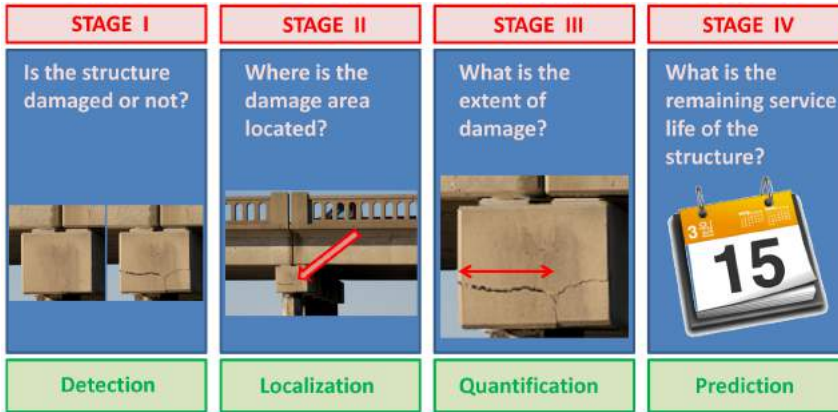 STAGE I
Is the structure
damaged or not?
Detection
STAGE II
Where is the
damage area
located?
Localization
STAGE III
What is the
extent of
damage?
Quantification
STAGE IV
What is the
remaining service
life of the
structure?
3
15
Prediction